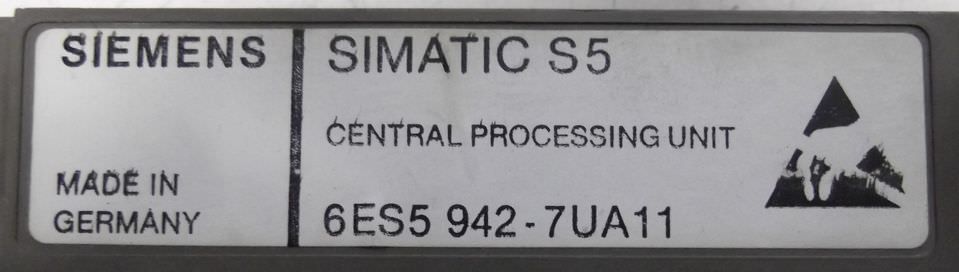 SIEMENS
MADE IN
GERMANY
SIMATIC S5
CENTRAL PROCESSING UNIT
6ES5 942-7UA11